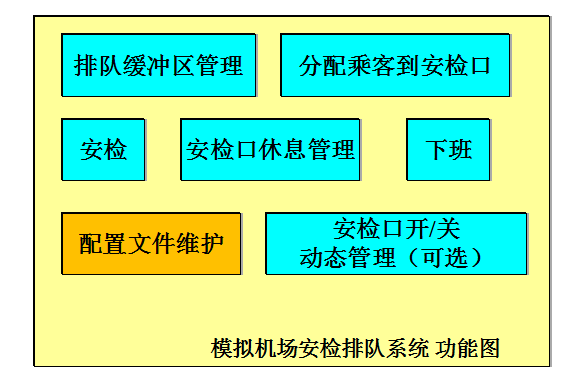 排队缓冲区管理
分配乘客到安检口
安检
安检口休息管理
下班
配置文件维护
安检口开/关
动态管理（可选）
模拟机场安检排队系统 功能图